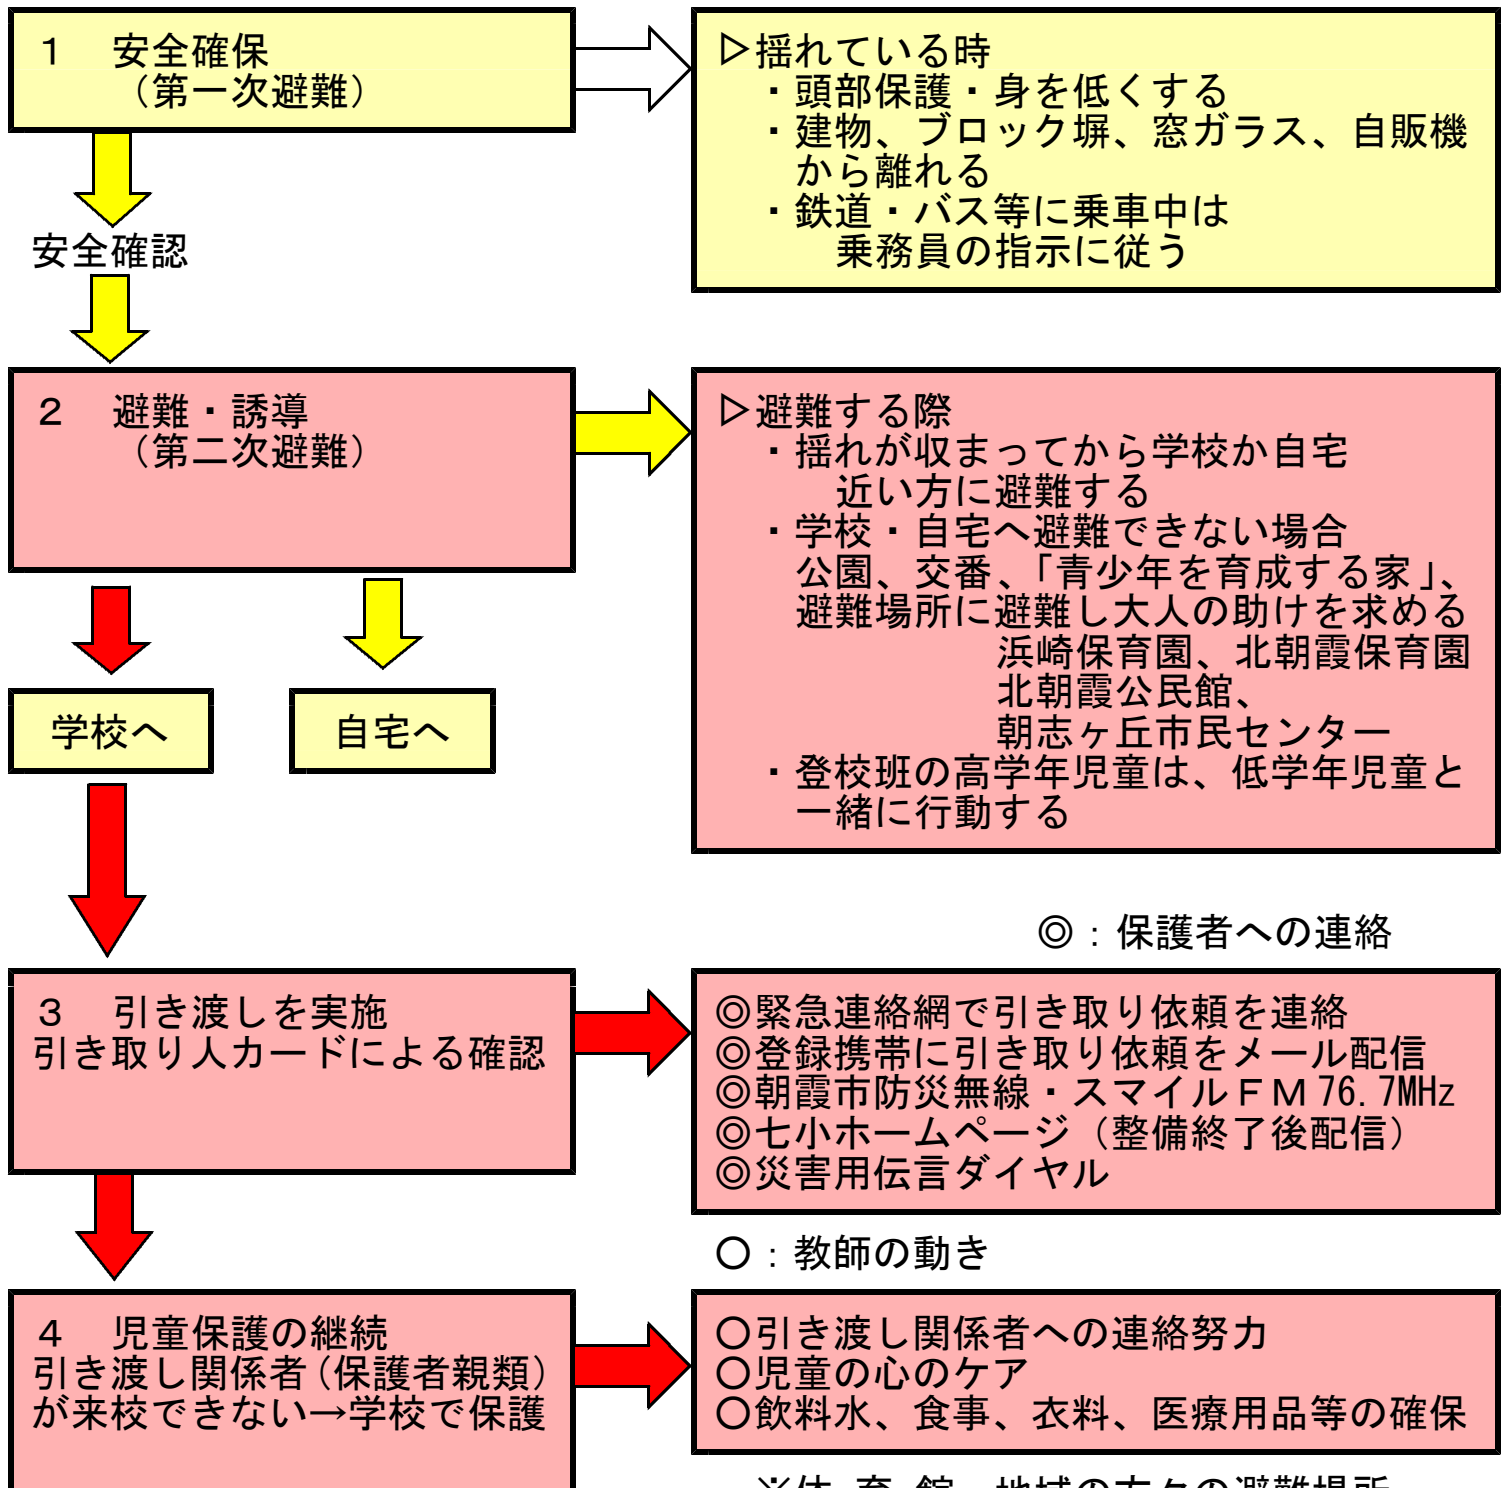 １　安全確保
（第一次避難）
▷揺れている時
・頭部保護・身を低くする
・建物、ブロック塀、窓ガラス、自販機
から離れる
・鉄道・バス等に乗車中は
乗務員の指示に従う
安全確認
２　避難・誘導
（第二次避難）
▷避難する際
・揺れが収まってから学校か自宅
近い方に避難する
・学校・自宅へ避難できない場合
公園、交番、「青少年を育成する家」、
避難場所に避難し大人の助けを求める
浜崎保育園、北朝霞保育園
北朝霞公民館、
朝志ヶ丘市民センター
・登校班の高学年児童は、低学年児童と
一緒に行動する
学校へ
自宅へ
◎：保護者への連絡
３　引き渡しを実施
引き取り人カードによる確認
◎緊急連絡網で引き取り依頼を連絡
◎登録携帯に引き取り依頼をメール配信
◎朝霞市防災無線・スマイルＦＭ76.7MHz
◎七小ホームページ（整備終了後配信）
◎災害用伝言ダイヤル
○：教師の動き
４　児童保護の継続
引き渡し関係者（保護者親類）
が来校できない→学校で保護
○引き渡し関係者への連絡努力
○児童の心のケア
○飲料水、食事、衣料、医療用品等の確保